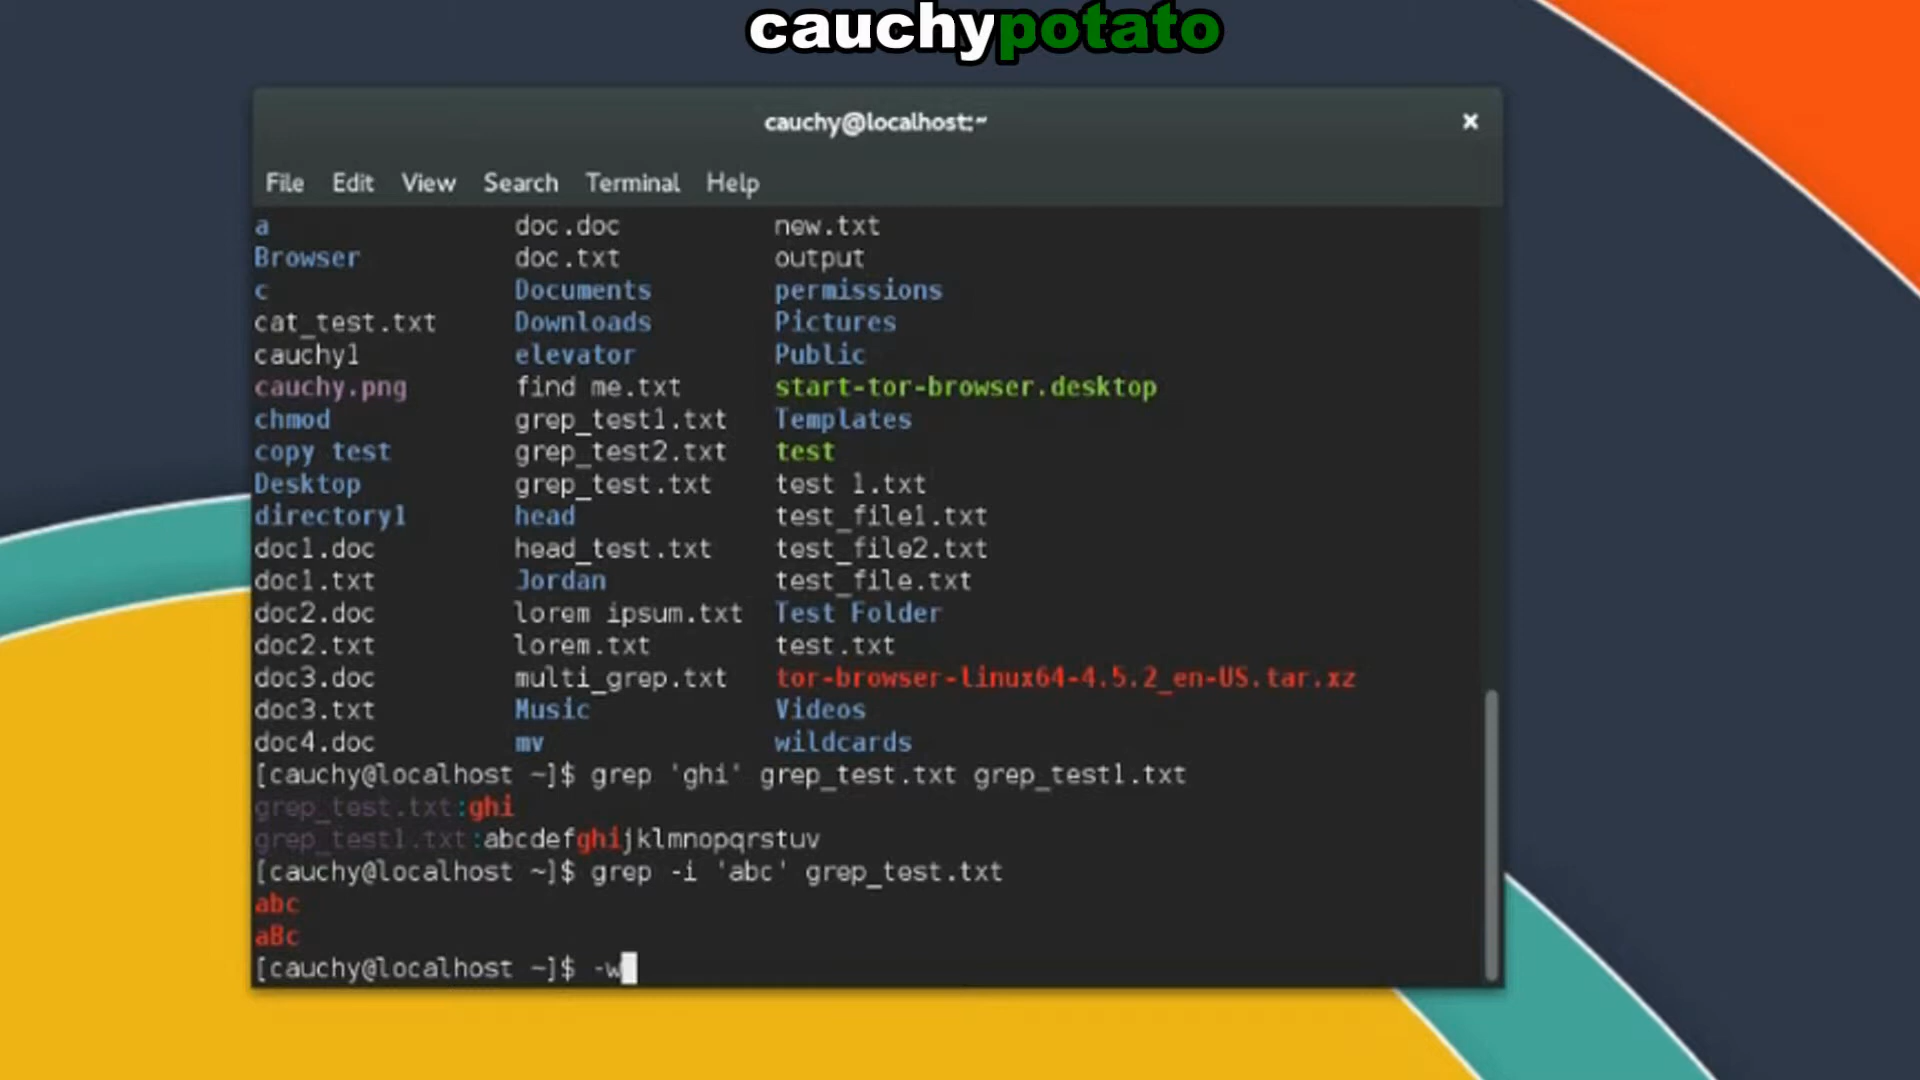 cauchypotato
cauchy@localhost:~
×
File Edit View Search Terminal Help
a doc.doc new.txt
Browser doc.txt output
c Documents permissions
cat_test.txt Downloads Pictures
cauchy1 elevator Public
cauchy.png find me.txt start-tor-browser.desktop
chmod grep_test1.txt Templates
copy test grep_test2.txt test
Desktop grep_test.txt test 1.txt
directory1 head test_file1.txt
doc1.doc head_test.txt test_file2.txt
doc1.txt Jordan test_file.txt
doc2.doc lorem ipsum.txt Test Folder
doc2.txt lorem.txt test.txt
doc3.doc multi_grep.txt tor-browser-linux64-4.5.2_en-US.tar.xz
doc3.txt Music Videos
doc4.doc mv wildcards
[cauchy@localhost ~]$ grep 'ghi' grep_test.txt grep_test1.txt
grep_test.txt:ghi
grep_test1.txt:abcdefghijklmnopqrstuv
[cauchy@localhost ~]$ grep -i 'abc' grep_test.txt
abc
aBc
[cauchy@localhost ~]$ -w